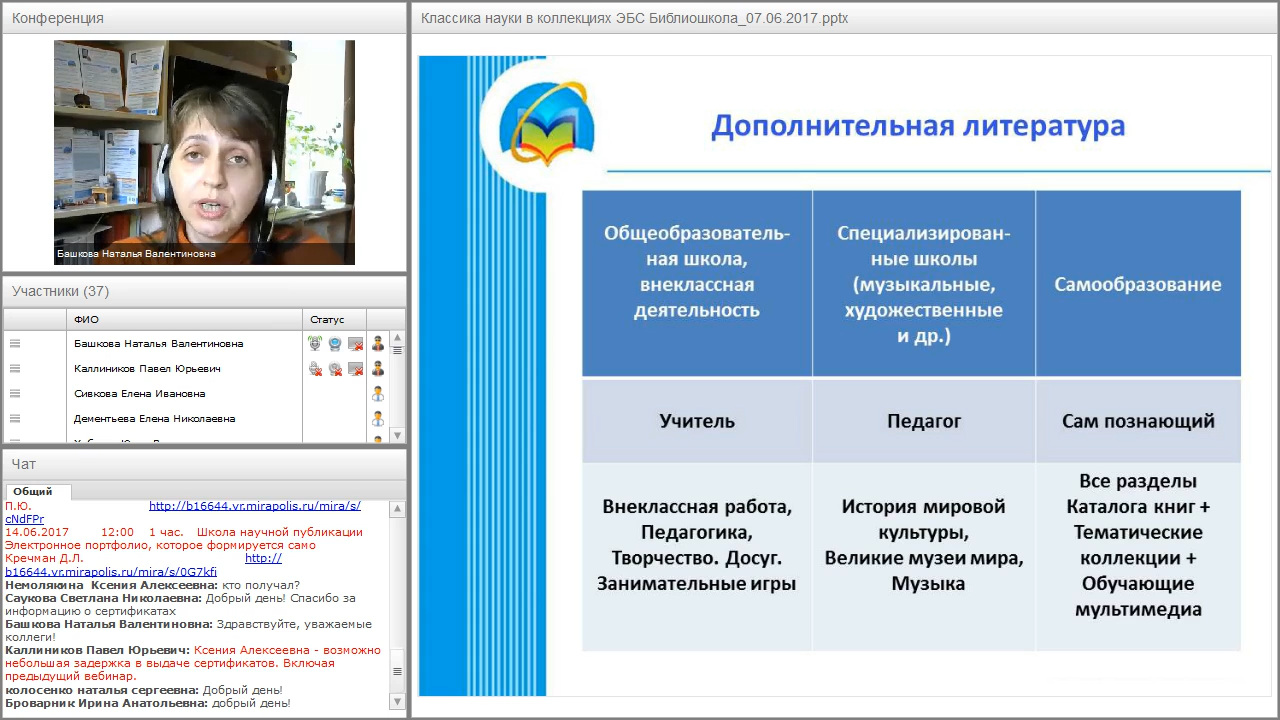 Конференция
Башкова Наталья Валентиновна
Участники (37)
ФИО
Статус
Башкова Наталья Валентиновна
Каллиников Павел Юрьевич
Сивкова Елена Ивановна
Дементьева Елена Николаевна
Чат
Общий
П.Ю. http://b16644.vr.mirapolis.ru/mira/s/
cNdFPr
14.06.2017 12:00 1 час. Школа научной публикации
Электронное портфолио, которое формируется само
Кречман Д.Л. http://
b16644.vr.mirapolis.ru/mira/s/0G7kfi
Немолякина Ксения Алексеевна: кто получал?
Саукова Светлана Николаевна: Добрый день! Спасибо за
информацию о сертификатах
Башкова Наталья Валентиновна: Здравствуйте, уважаемые
коллеги!
Каллиников Павел Юрьевич: Ксения Алексеевна - возможно
небольшая задержка в выдаче сертификатов. Включая
предыдущий вебинар.
колосенко наталья сергеевна: Добрый день!
Броварник Ирина Анатольевна: добрый день!
Классика науки в коллекциях ЭБС Библиошкола_07.06.2017.pptx
Дополнительная литература
Общеобразователь-
ная школа,
внеклассная
деятельность
Специализирован-
ные школы
(музыкальные,
художественные
и др.)
Самообразование
Учитель
Педагог
Сам познающий
Внеклассная работа,
Педагогика,
Творчество. Досуг.
Занимательные игры
История мировой
культуры,
Великие музеи мира,
Музыка
Все разделы
Каталога книг +
Тематические
коллекции +
Обучающие
мультимедиа